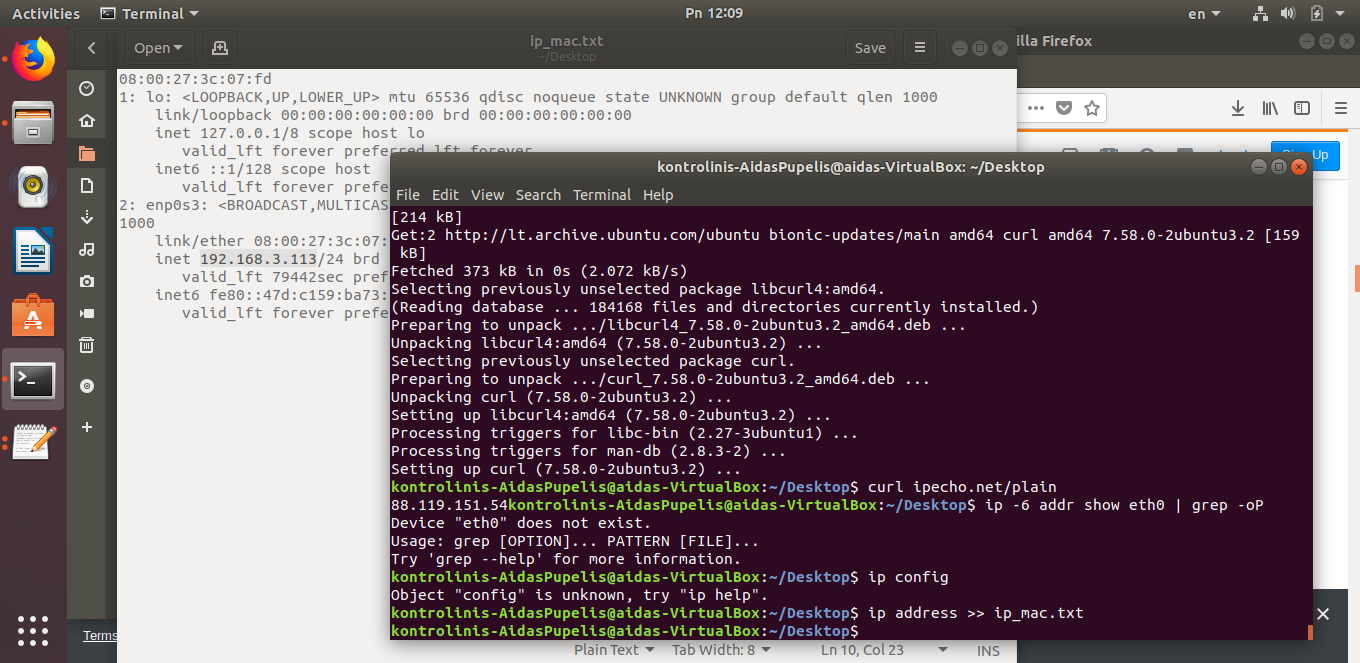 Activities Terminal Pn 12:09 en
Open ip_mac.txt Save
~/Desktop
illa Firefox
08:00:27:3c:07:fd
1: lo: <LOOPBACK,UP,LOWER_UP> mtu 65536 qdisc noqueue state UNKNOWN group default qlen 1000
link/loopback 00:00:00:00:00:00 brd 00:00:00:00:00:00
inet 127.0.0.1/8 scope host lo
valid_lft forever preferred_lft forever
inet6 ::1/128 scope host
valid_lft forever prefe
2: enp0s3: <BROADCAST,MULTICAS
1000
link/ether 08:00:27:3c:07:
inet 192.168.3.113/24 brd
valid_lft 79442sec pref
inet6 fe80::47d:c159:ba73:
valid_lft forever prefe
Up
kontrolinis-AidasPupelis@aidas-VirtualBox: ~/Desktop
File Edit View Search Terminal Help
[214 kB]
Get:2 http://lt.archive.ubuntu.com/ubuntu bionic-updates/main amd64 curl amd64 7.58.0-2ubuntu3.2 [159
kB]
Fetched 373 kB in 0s (2.072 kB/s)
Selecting previously unselected package libcurl4:amd64.
(Reading database ... 184168 files and directories currently installed.)
Preparing to unpack .../libcurl4_7.58.0-2ubuntu3.2_amd64.deb ...
Unpacking libcurl4:amd64 (7.58.0-2ubuntu3.2) ...
Selecting previously unselected package curl.
Preparing to unpack .../curl_7.58.0-2ubuntu3.2_amd64.deb ...
Unpacking curl (7.58.0-2ubuntu3.2) ...
Setting up libcurl4:amd64 (7.58.0-2ubuntu3.2) ...
Processing triggers for libc-bin (2.27-3ubuntu1) ...
Processing triggers for man-db (2.8.3-2) ...
Setting up curl (7.58.0-2ubuntu3.2) ...
kontrolinis-AidasPupelis@aidas-VirtualBox:~/Desktop$ curl ipecho.net/plain
88.119.151.54kontrolinis-AidasPupelis@aidas-VirtualBox:~/Desktop$ ip -6 addr show eth0 | grep -oP
Device "eth0" does not exist.
Usage: grep [OPTION]... PATTERN [FILE]...
Try 'grep --help' for more information.
kontrolinis-AidasPupelis@aidas-VirtualBox:~/Desktop$ ip config
Object "config" is unknown, try "ip help".
kontrolinis-AidasPupelis@aidas-VirtualBox:~/Desktop$ ip address >> ip_mac.txt
kontrolinis-AidasPupelis@aidas-VirtualBox:~/Desktop$
Terms
Plain Text Tab Width: 8 Ln 10, Col 23 INS